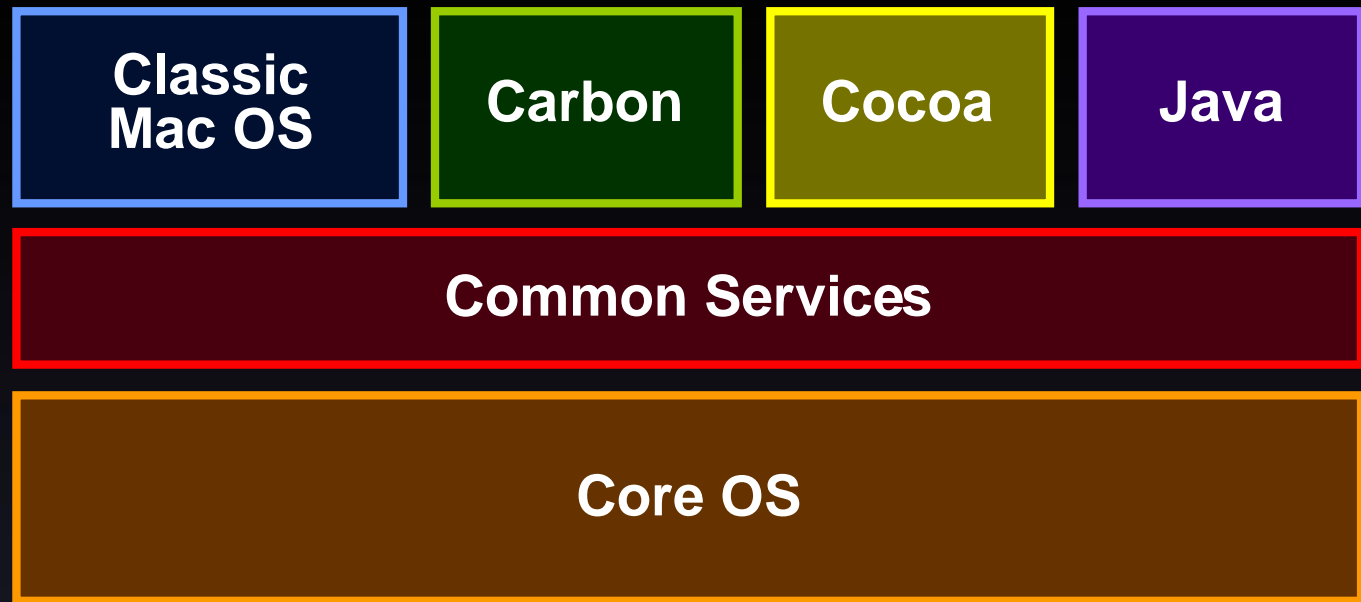 Classic
Mac OS
Carbon
Cocoa
Java
Common Services
Core OS